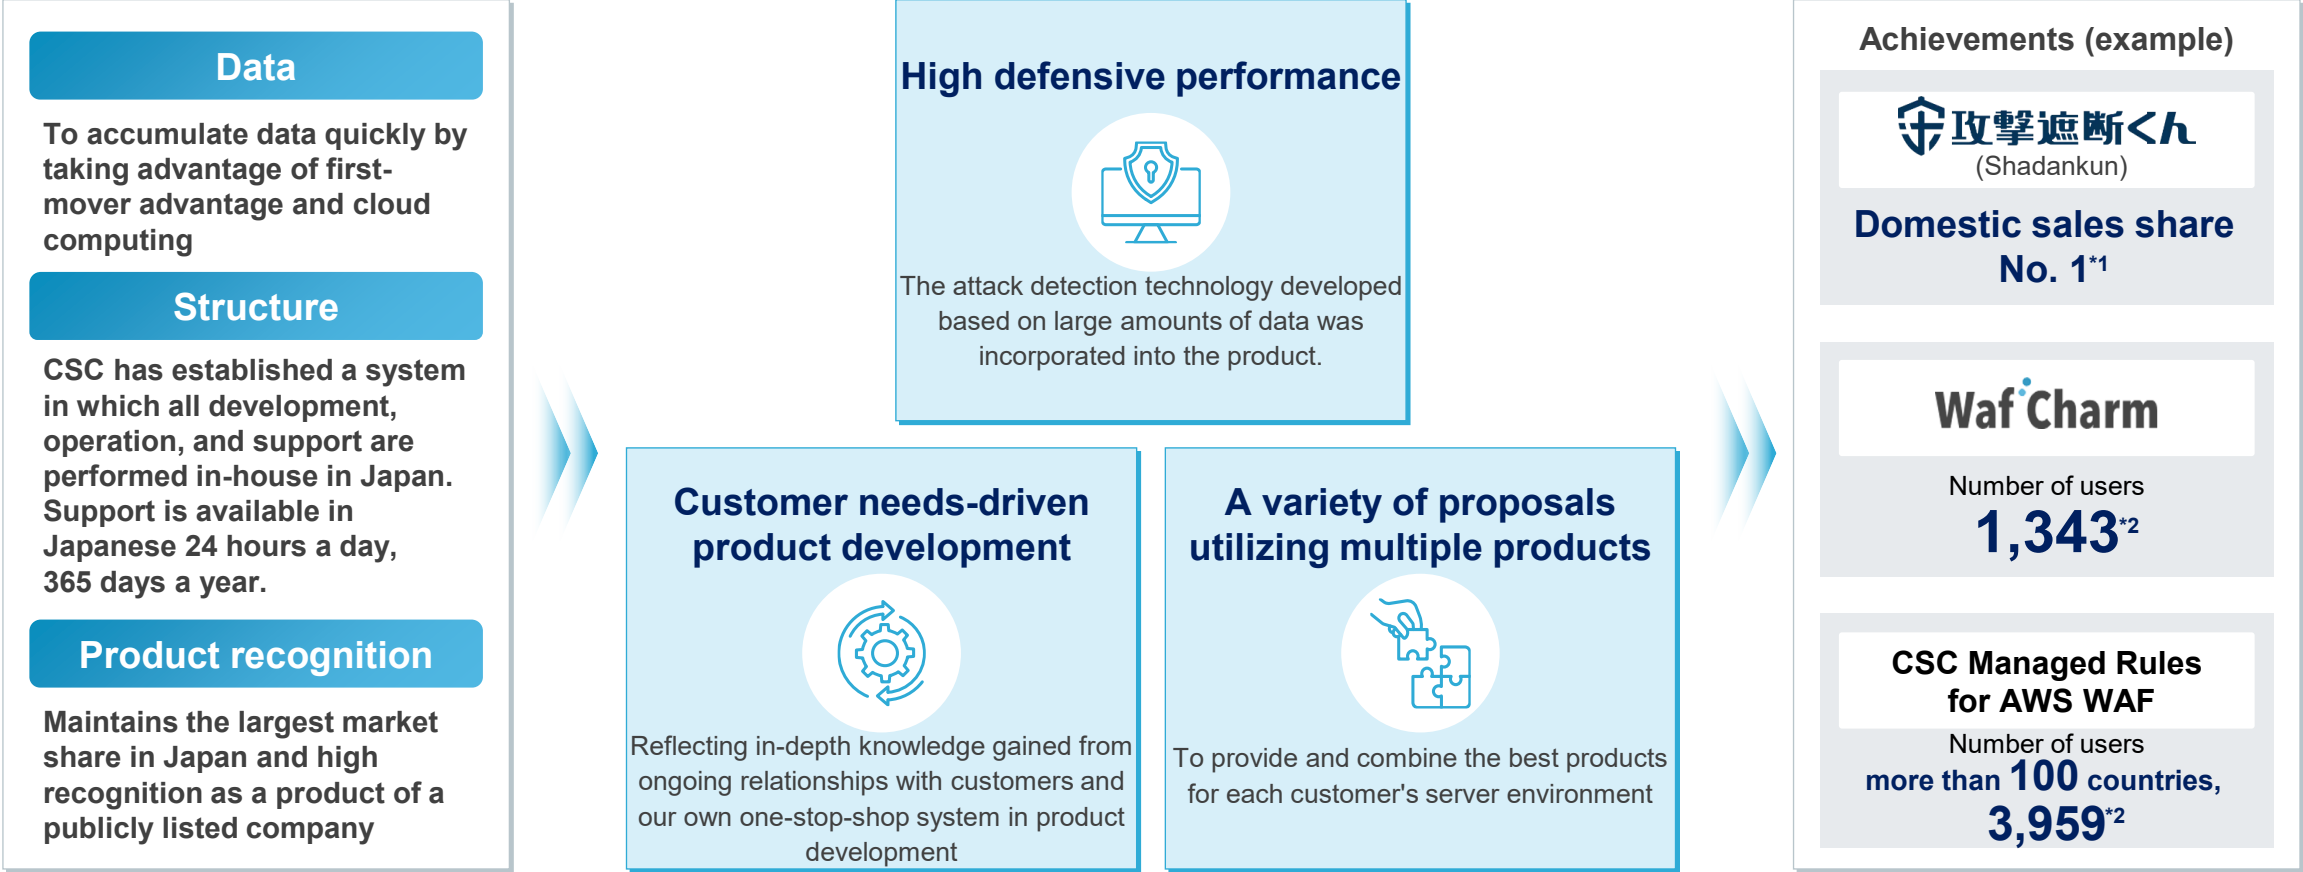 Data
To accumulate data quickly by
taking advantage of first-
mover advantage and cloud
computing
Structure
CSC has established a system
in which all development,
operation, and support are
performed in-house in Japan.
Support is available in
Japanese 24 hours a day,
365 days a year.
Product recognition
Maintains the largest market
share in Japan and high
recognition as a product of a
publicly listed company
High defensive performance
The attack detection technology developed
based on large amounts of data was
incorporated into the product.
Customer needs-driven
product development
Reflecting in-depth knowledge gained from
ongoing relationships with customers and
our own one-stop-shop system in product
development
A variety of proposals
utilizing multiple products
To provide and combine the best products
for each customer's server environment
Achievements (example)
攻撃遮断くん
(Shadankun)
Domestic sales share
No. 1*1
WafCharm
Number of users
1,343*2
CSC Managed Rules
for AWS WAF
Number of users
more than 100 countries,
3,959*2